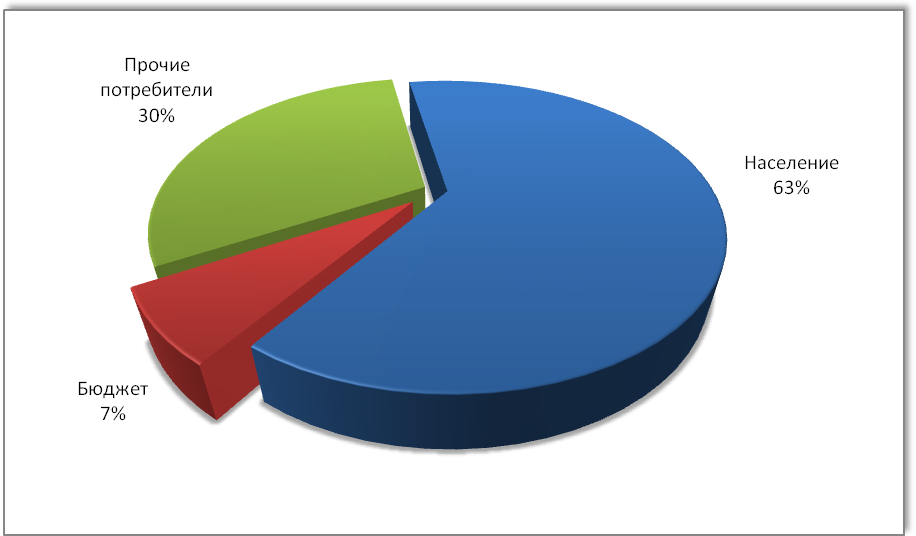 Прочие
потребители
30%
Население
63%
Бюджет
7%